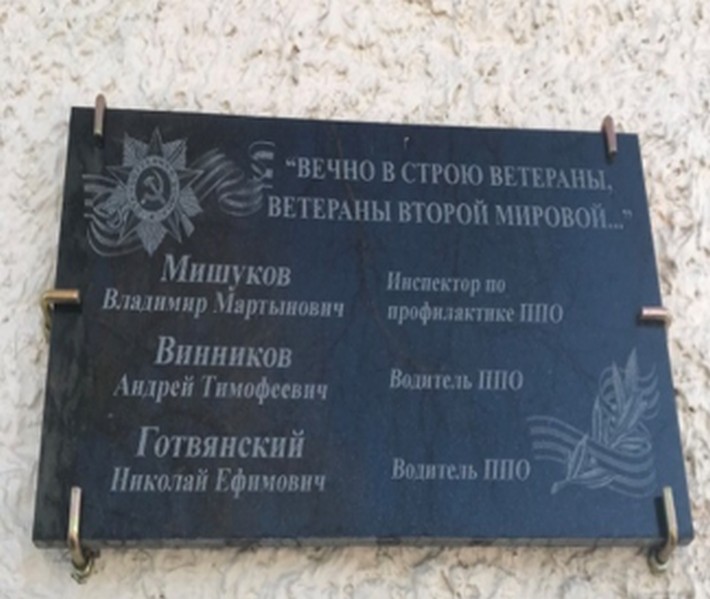 “ВЕЧНО В СТРОЮ ВЕТЕРАНЫ,
ВЕТЕРАНЫ ВТОРОЙ МИРОВОЙ...”
Мишуков
Владимир Мартынович
Инспектор по
профилактике ППО
Винников
Андрей Тимофеевич
Водитель ППО
Готвянский
Николай Ефимович
Водитель ППО